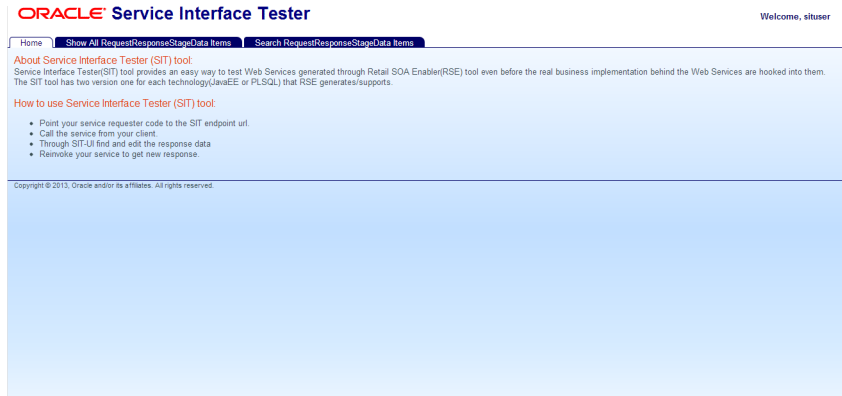 ORACLE Service Interface Tester
Welcome, situser
Home Show All RequestResponseStageData Items Search RequestResponseStageData Items
About Service Interface Tester (SIT) tool:
Service Interface Tester(SIT) tool provides an easy way to test Web Services generated through Retail SOA Enabler(RSE) tool even before the real business implementation behind the Web Services are hooked into them.
The SIT tool has two version one for each technology(JavaEE or PLSQL) that RSE generates/supports.
How to use Service Interface Tester (SIT) tool:
• Point your service requester code to the SIT endpoint url.
• Call the service from your client.
• Through SIT-UI find and edit the response data
• Reinvoke your service to get new response.
Copyright © 2013, Oracle and/or its affiliates. All rights reserved.